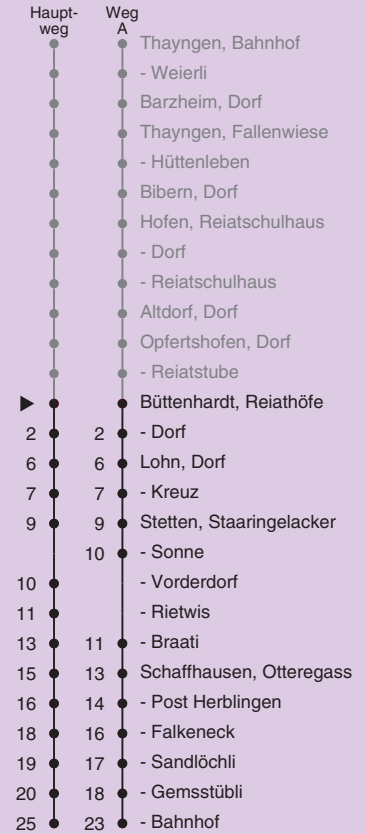 Haupt- Weg
weg A
Thayngen, Bahnhof
- Weierli
Barzheim, Dorf
Thayngen, Fallenwiese
- Hüttenleben
Bibern, Dorf
Hofen, Reiatschulhaus
- Dorf
- Reiatschulhaus
Altdorf, Dorf
Opfertshofen, Dorf
- Reiatstube
Büttenhardt, Reiathöfe
2 2 - Dorf
6 6 Lohn, Dorf
7 7 - Kreuz
9 9 Stetten, Staaringelacker
10 - Sonne
10 - Vorderdorf
11 - Rietwis
13 11 - Braati
15 13 Schaffhausen, Otteregass
16 14 - Post Herblingen
18 16 - Falkeneck
19 17 - Sandlöchli
20 18 - Gemsstübli
25 23 - Bahnhof